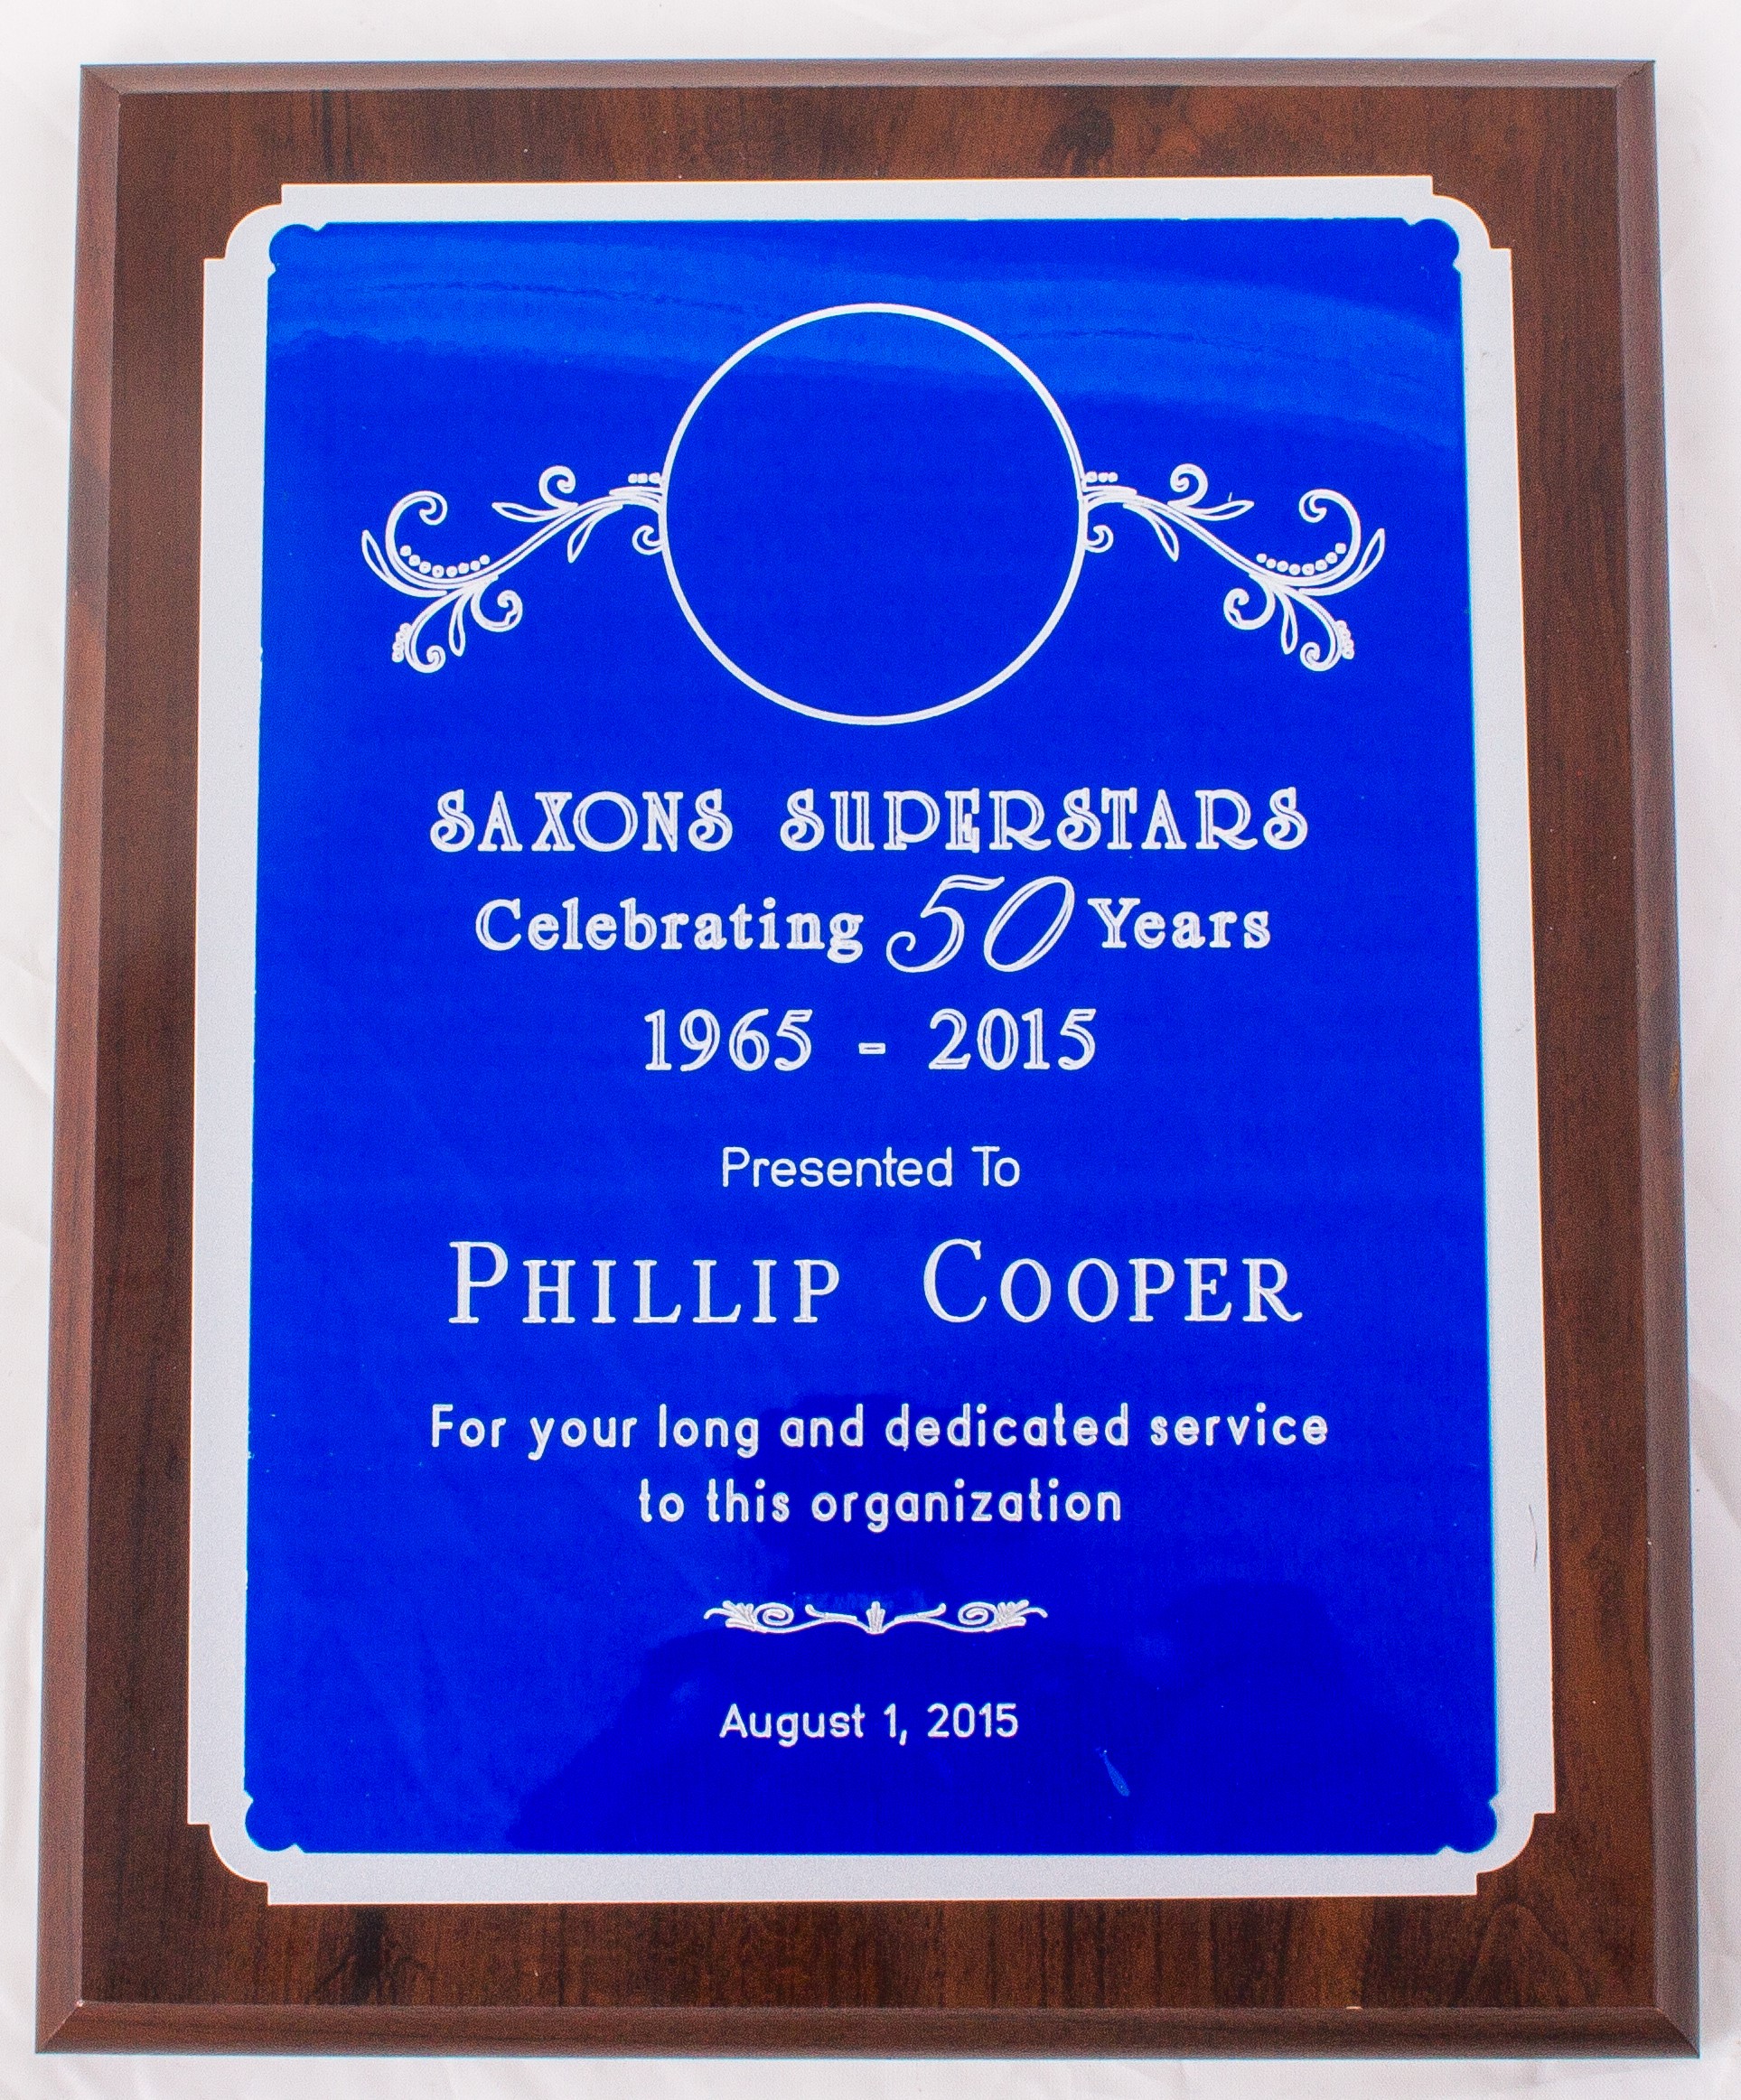 SAXONS SUPERSTARS
Celebrating 50 Years
1965 - 2015
Presented To
PHILLIP COOPER
For your long and dedicated service
to this organization
August 1, 2015